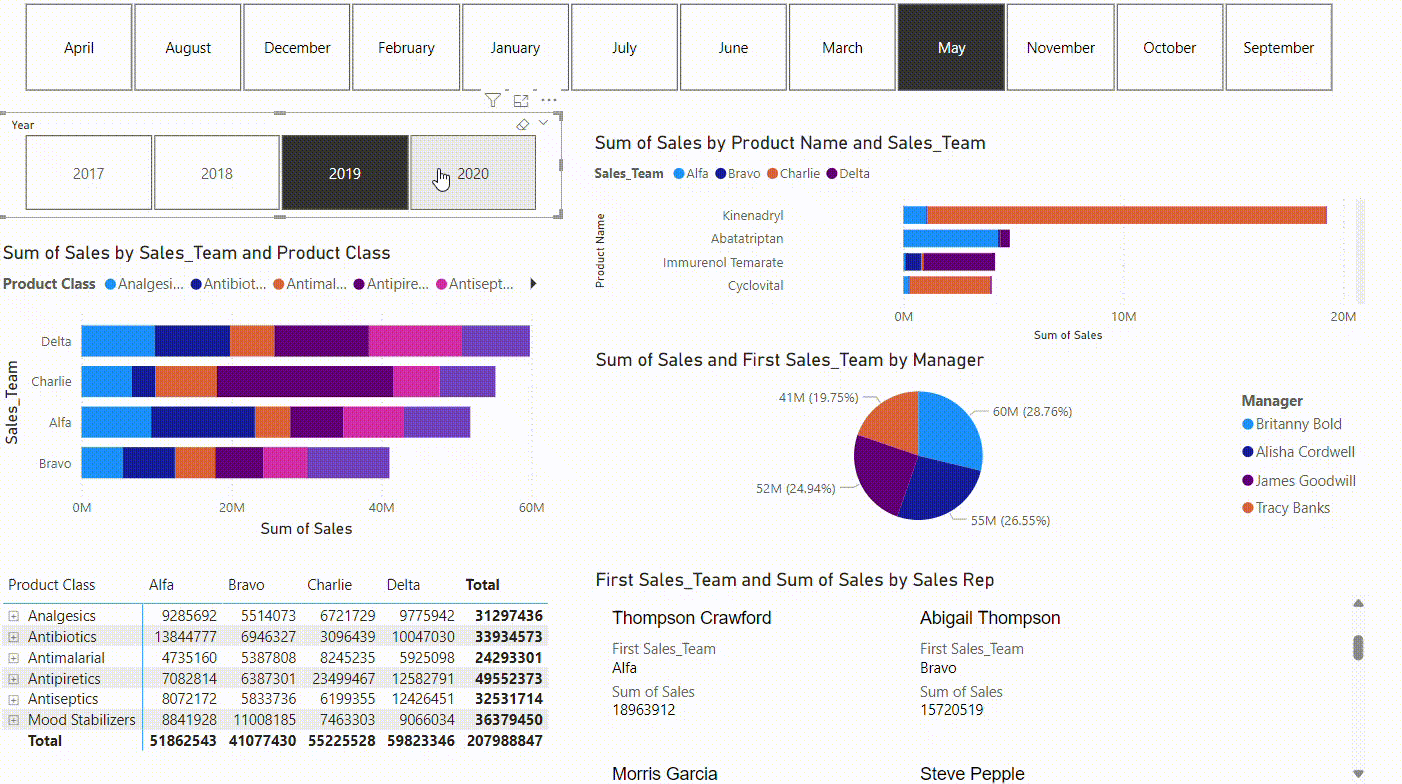 April August December February January July June March May November October September
Year
2017 2018 2019 2020
Sum of Sales by Sales_Team and Product Class
Product Class Analgesi... Antibiot... Antimal... Antipire... Antisept...
Sales_Team
Delta
Charlie
Alfa
Bravo
0M 20M 40M 60M
Sum of Sales
Product Class Alfa Bravo Charlie Delta Total
Analgesics 9285692 5514073 6721729 9775942 31297436
Antibiotics 13844777 6946327 3096439 10047030 33934573
Antimalarial 4735160 5387808 8245235 5925098 24293301
Antipiretics 7082814 6387301 23499467 12582791 49552373
Antiseptics 8072172 5833736 6199355 12426451 32531714
Mood Stabilizers 8841928 11008185 7463303 9066034 36379450
Total 51862543 41077430 55225528 59823346 207988847
Sum of Sales by Product Name and Sales_Team
Sales_Team Alfa Bravo Charlie Delta
Product Name
Kinenadryl
Abatatriptan
Immurenol Temarate
Cyclovital
0M 10M 20M
Sum of Sales
Sum of Sales and First Sales_Team by Manager
41M (19.75%)
60M (28.76%)
52M (24.94%)
55M (26.55%)
Manager
Britanny Bold
Alisha Cordwell
James Goodwill
Tracy Banks
First Sales_Team and Sum of Sales by Sales Rep
Thompson Crawford
First Sales_Team
Alfa
Sum of Sales
18963912
Abigail Thompson
First Sales_Team
Bravo
Sum of Sales
15720519
Morris Garcia
Steve Pepple